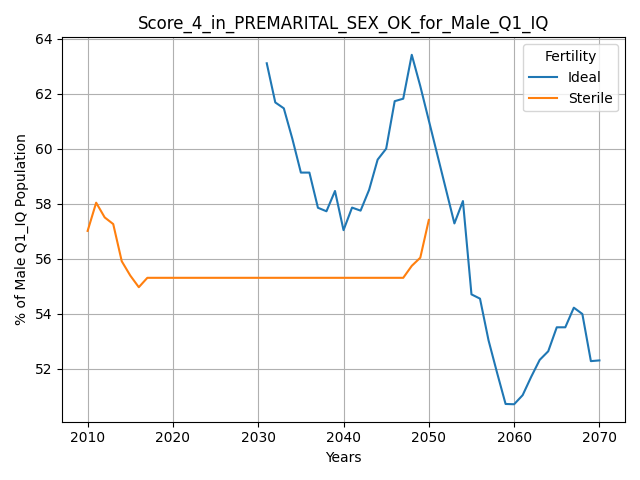 Score_4_in_PREMARITAL_SEX_OK_for_Male_Q1_IQ
% of Male Q1_IQ Population
64
62
60
58
56
54
52
Fertility
Ideal
Sterile
2010 2020 2030 2040 2050 2060 2070
Years